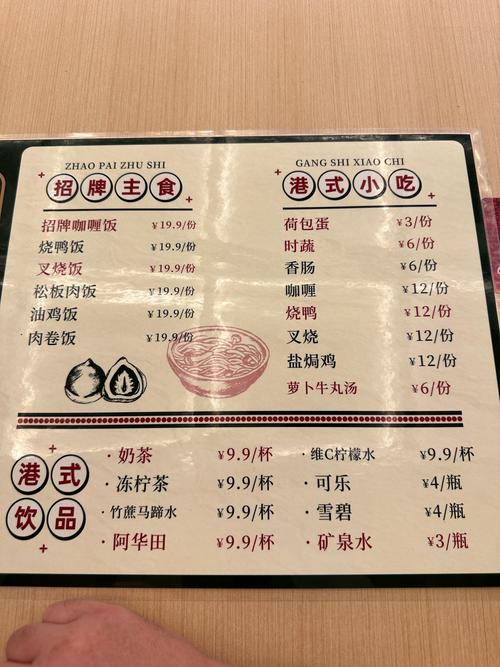 ZHAO PAI ZHU SHI
招牌主食
招牌咖喱饭 ¥19.9/份
烧鸭饭 ¥19.9/份
叉烧饭 ¥19.9/份
松板肉饭 ¥19.9/份
油鸡饭 ¥19.9/份
肉卷饭 ¥19.9/份
GANG SHI XIAO CHI
港式小吃
荷包蛋 ¥3/份
时蔬 ¥6/份
香肠 ¥6/份
咖喱 ¥12/份
烧鸭 ¥12/份
叉烧 ¥12/份
盐焗鸡 ¥12/份
萝卜牛丸汤 ¥6/份
港式
饮品
·奶茶 ¥9.9/杯
·冻柠茶 ¥9.9/杯
·竹蔗马蹄水 ¥9.9/杯
·阿华田 ¥9.9/杯
·维C柠檬水 ¥9.9/杯
·可乐 ¥4/瓶
·雪碧 ¥4/瓶
·矿泉水 ¥3/瓶